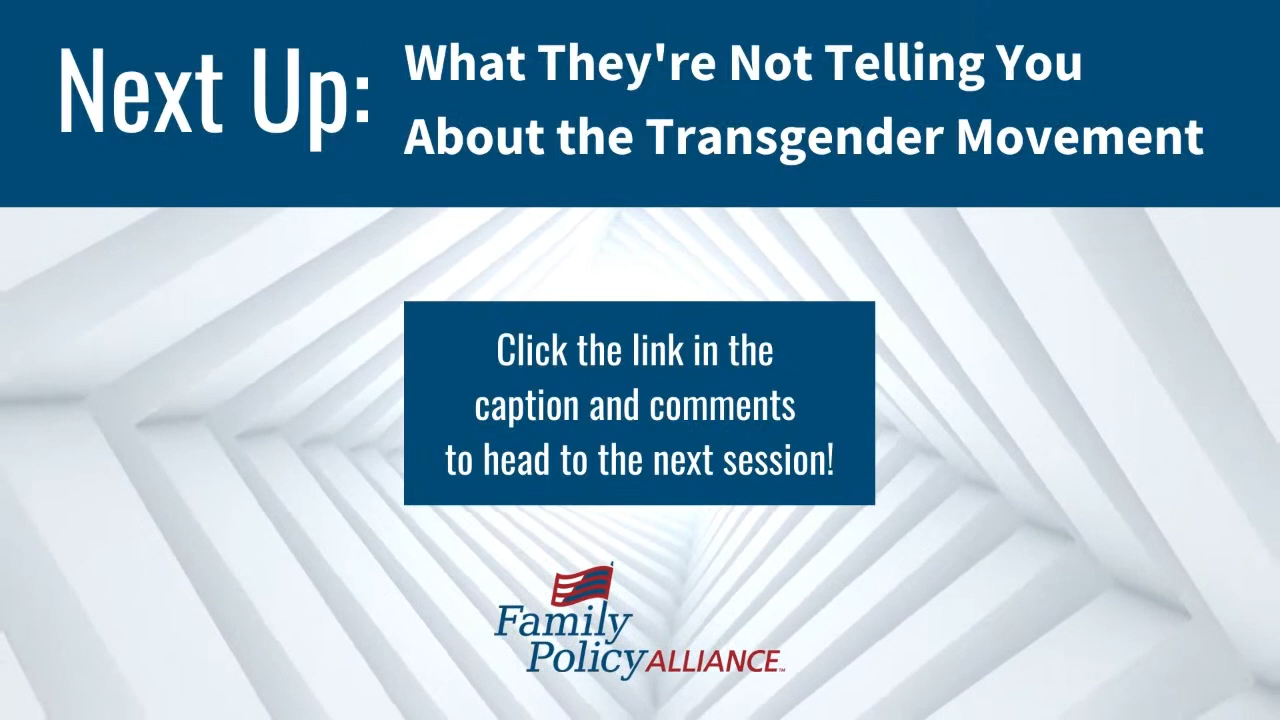 Next Up:
What They're Not Telling You
About the Transgender Movement
Click the link in the
caption and comments
to head to the next session!
Family
Policy ALLIANCE™